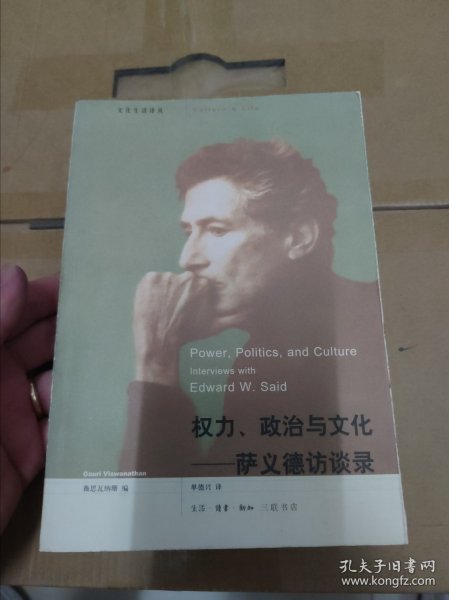 文化生活译丛 Culture & Life
Power, Politics, and Culture
Interviews with
Edward W. Said
权力、政治与文化
——萨义德访谈录
Gauri Viswanathan
薇思瓦纳珊 编
单德兴 译
生活·读书·新知 三联书店
孔夫子旧书网
www.kongfz.com